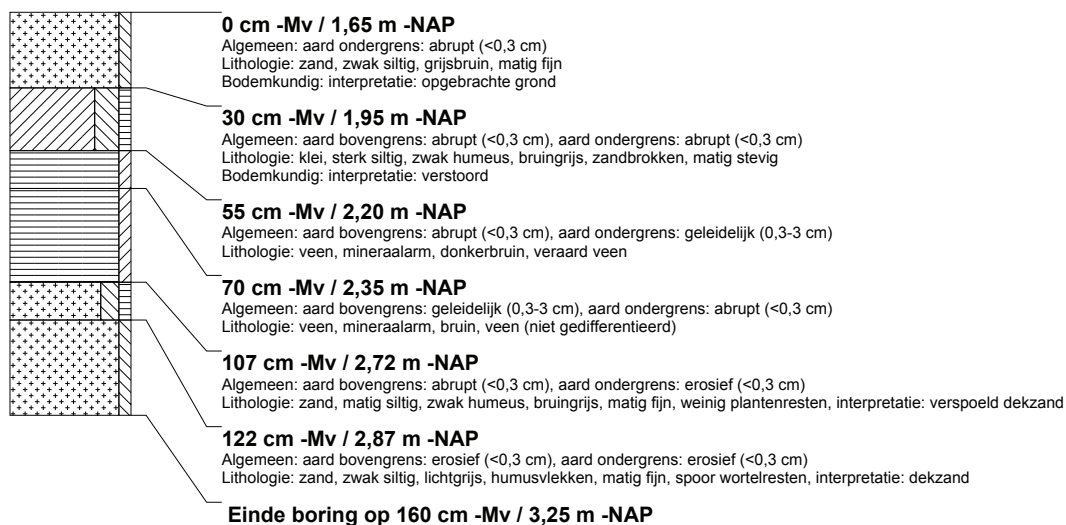 0 cm -Mv / 1,65 m -NAP
Algemeen: aard ondergrens: abrupt (<0,3 cm)
Lithologie: zand, zwak siltig, grijsbruin, matig fijn
Bodemkundig: interpretatie: opgebrachte grond
30 cm -Mv / 1,95 m -NAP
Algemeen: aard bovengrens: abrupt (<0,3 cm), aard ondergrens: abrupt (<0,3 cm)
Lithologie: klei, sterk siltig, zwak humeus, bruingrijs, zandbrokken, matig stevig
Bodemkundig: interpretatie: verstoord
55 cm -Mv / 2,20 m -NAP
Algemeen: aard bovengrens: abrupt (<0,3 cm), aard ondergrens: geleidelijk (0,3-3 cm)
Lithologie: veen, mineraalarm, donkerbruin, veraard veen
70 cm -Mv / 2,35 m -NAP
Algemeen: aard bovengrens: geleidelijk (0,3-3 cm), aard ondergrens: abrupt (<0,3 cm)
Lithologie: veen, mineraalarm, bruin, veen (niet gedifferentieerd)
107 cm -Mv / 2,72 m -NAP
Algemeen: aard bovengrens: abrupt (<0,3 cm), aard ondergrens: erosief (<0,3 cm)
Lithologie: zand, matig siltig, zwak humeus, bruingrijs, matig fijn, weinig plantenresten, interpretatie: verspoeld dekzand
122 cm -Mv / 2,87 m -NAP
Algemeen: aard bovengrens: erosief (<0,3 cm), aard ondergrens: erosief (<0,3 cm)
Lithologie: zand, zwak siltig, lichtgrijs, humusvlekken, matig fijn, spoor wortelresten, interpretatie: dekzand
Einde boring op 160 cm -Mv / 3,25 m -NAP